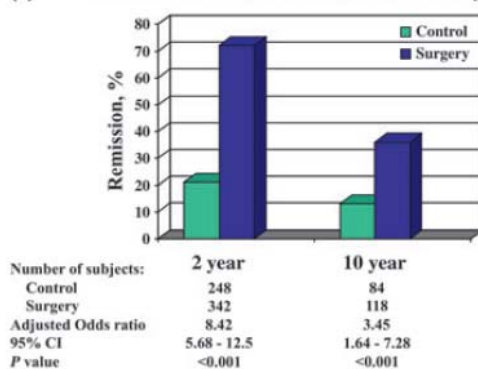 80
70
60
50
40
30
20
10
0
Remission, %
Control
Surgery
2 year 10 year
Number of subjects:
Control 248 84
Surgery 342 118
Adjusted Odds ratio 8.42 3.45
95% CI 5.68 - 12.5 1.64 - 7.28
P value <0.001 <0.001